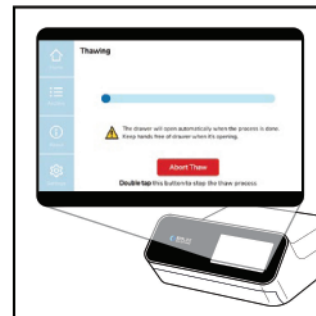 Thawing
The drawer will open automatically when the process is done.
Keep hands free of drawer when it's opening.
Abort Thaw
Double tap this button to stop the thaw process